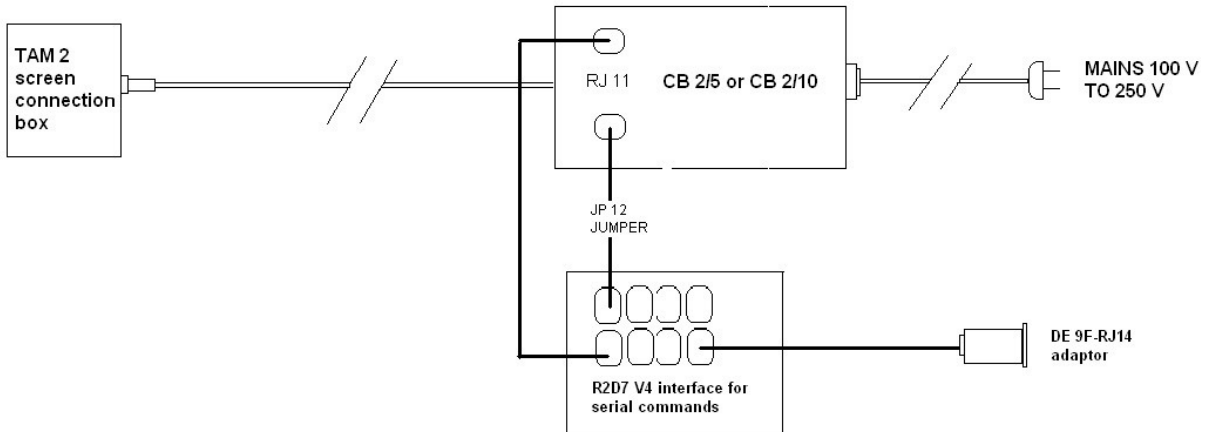 TAM 2
screen
connection
box
RJ 11
CB 2/5 or CB 2/10
MAINS 100 V
TO 250 V
JP 12
JUMPER
R2D7 V4 interface for
serial commands
DE 9F-RJ14
adaptor